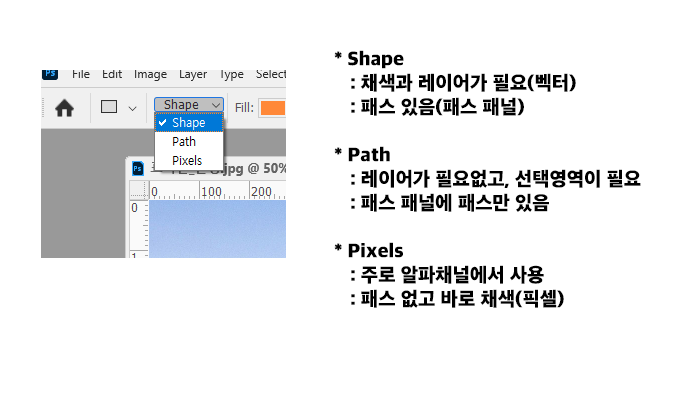 Ps File Edit Image Layer Type Select
Shape Fill:
Shape
Path
Pixels
Ps .jpg @ 50%
0 100 200
0
1
* Shape
: 채색과 레이어가 필요(벡터)
: 패스 있음(패스 패널)
* Path
: 레이어가 필요없고, 선택영역이 필요
: 패스 패널에 패스만 있음
* Pixels
: 주로 알파채널에서 사용
: 패스 없고 바로 채색(픽셀)